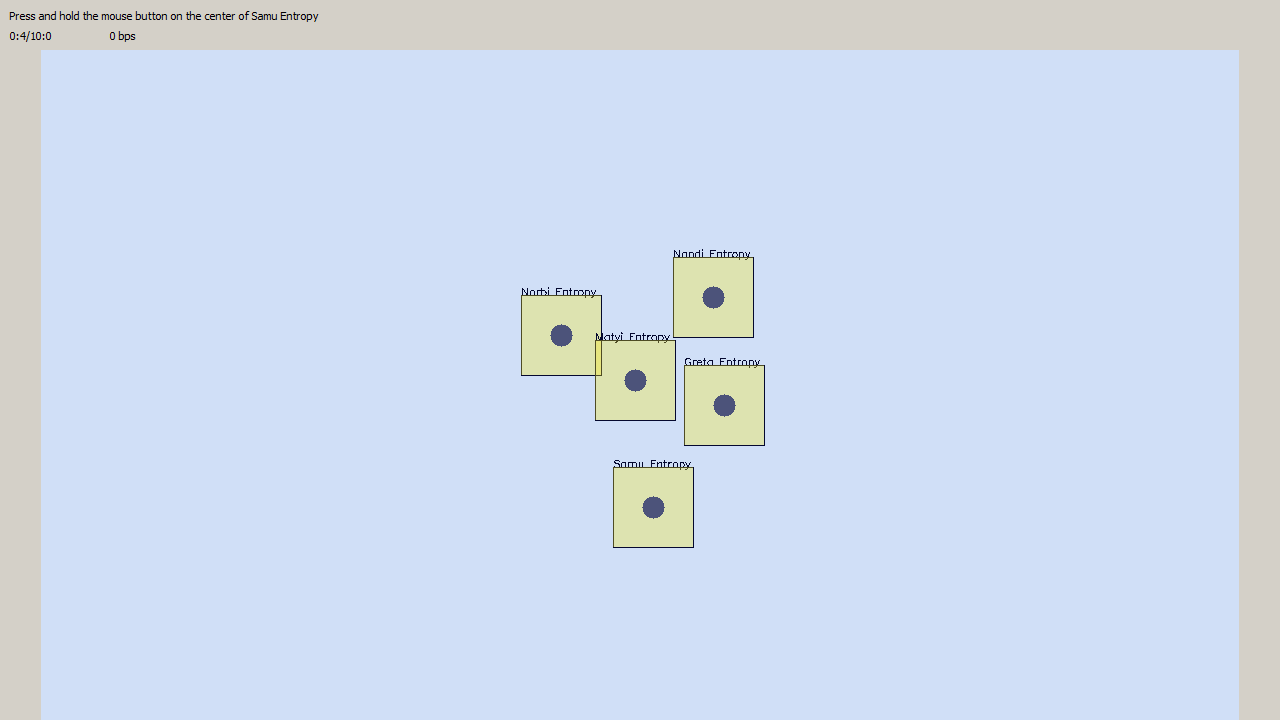 Press and hold the mouse button on the center of Samu Entropy
0:4/10:0 0 bps
Nandi Entropy
Norbi Entropy
Matyi Entropy
Greta Entropy
Samu Entropy